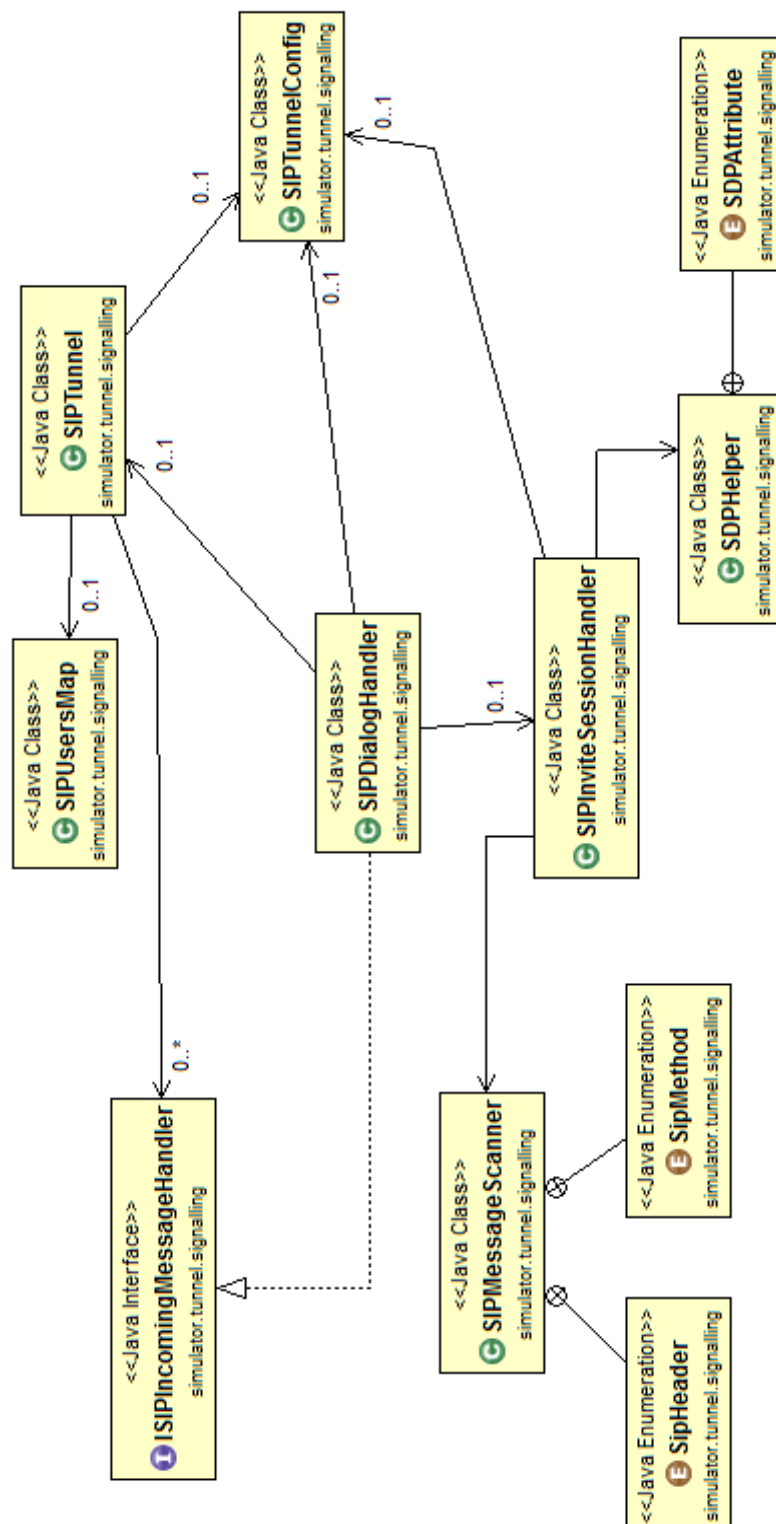 <<Java Class>>
SIPTunnelConfig
simulator.tunnel.signalling
0..1
0..1
0..1
<<Java Enumeration>>
E SDPAttribute
simulator.tunnel.signalling
<<Java Class>>
SIPTunnel
simulator.tunnel.signalling
0..1
0..1
<<Java Class>>
SDPHelper
simulator.tunnel.signalling
<<Java Class>>
SIPUsersMap
simulator.tunnel.signalling
<<Java Class>>
SIPDialogHandler
simulator.tunnel.signalling
0..1
<<Java Class>>
SIPInviteSessionHandler
simulator.tunnel.signalling
0..*
<<Java Interface>>
I ISIPIncomingMessageHandler
simulator.tunnel.signalling
<<Java Class>>
SIPMessageScanner
simulator.tunnel.signalling
<<Java Enumeration>>
E SipMethod
simulator.tunnel.signalling
<<Java Enumeration>>
E SipHeader
simulator.tunnel.signalling